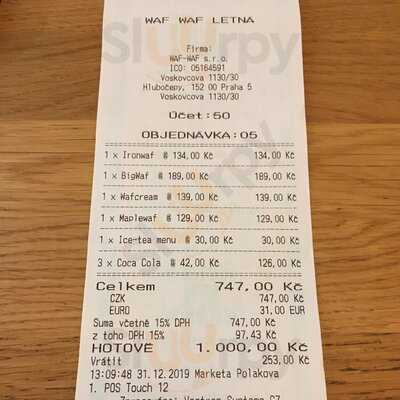 WAF WAF LETNA
Firma:
WAF-WAF s.r.o.
ICO: 05164591
Voskovcova 1130/30
Hlubočepy, 152 00 Praha 5
Voskovcova 1130/30
Účet:50
OBJEDNÁVKA:05
1 x Ironwaf @ 134,00 Kč 134,00 Kč
1 x BigWaf @ 189,00 Kč 189,00 Kč
1 x Wafcream @ 139,00 Kč 139,00 Kč
1 x Maplewaf @ 129,00 Kč 129,00 Kč
1 x Ice-tea menu @ 30,00 Kč 30,00 Kč
3 x Coca Cola @ 42,00 Kč 126,00 Kč
Celkem 747,00 Kč
CZK 747,00 Kč
EURO 31,00 EUR
Suma včetně 15% DPH 747,00 Kč
z toho DPH 15% 97,43 Kč
HOTOVĚ 1.000,00 Kč
Vrátit 253,00 Kč
13:09:48 31.12.2019 Marketa Polakova
1. POS Touch 12
Slurpy